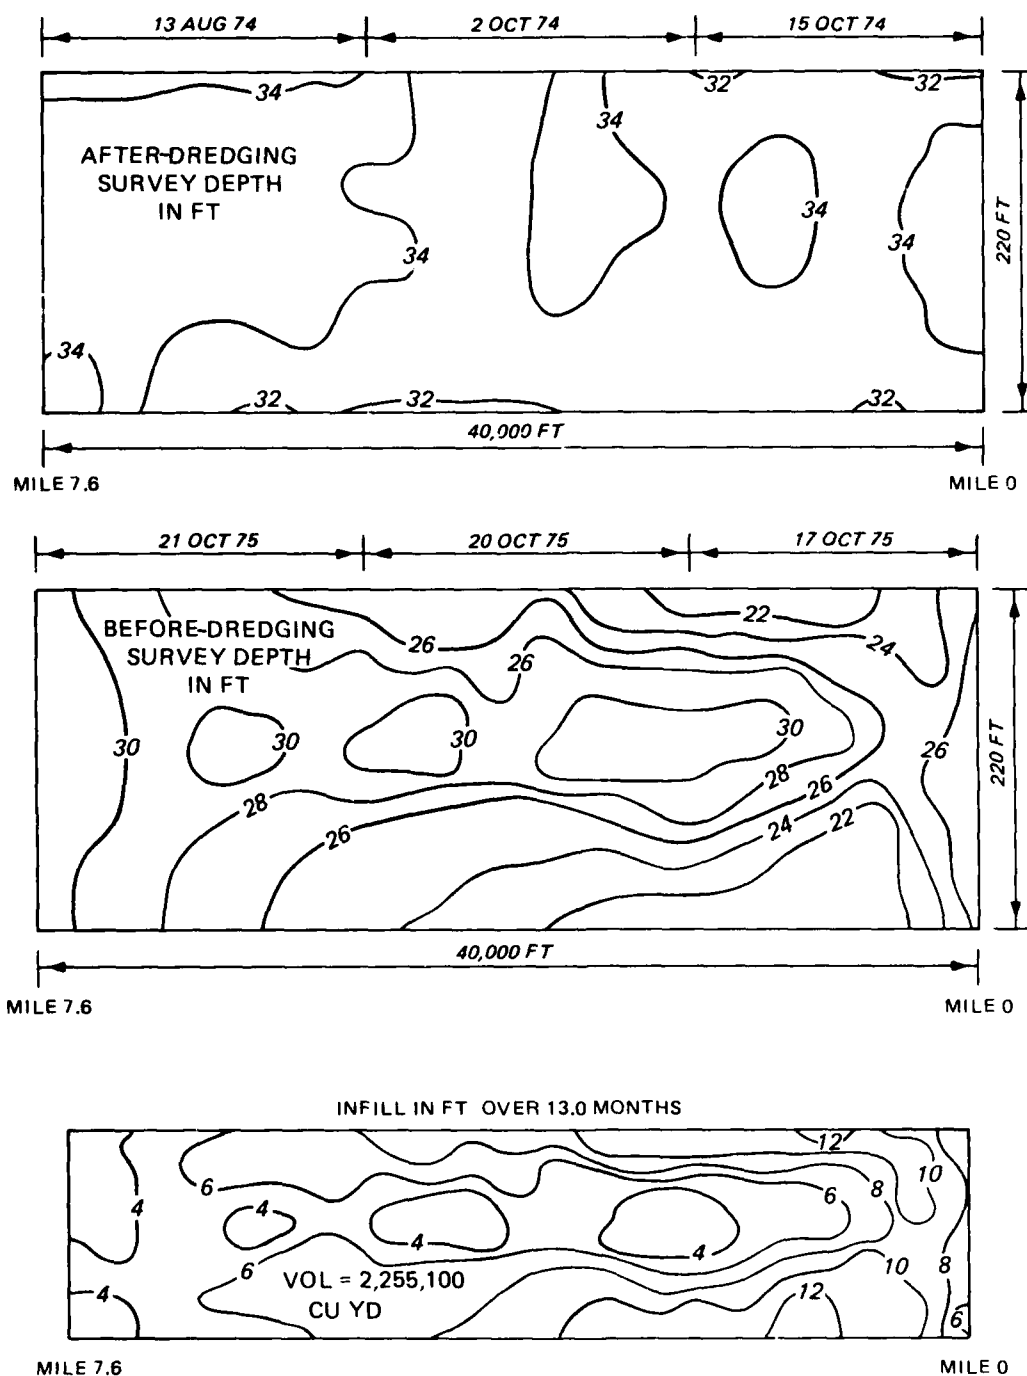 13 AUG 74
2 OCT 74
15 OCT 74
34
32
32
34
AFTER-DREDGING
SURVEY DEPTH
IN FT
34
34
34
220 FT
34
34
32
32
32
40,000 FT
MILE 7.6
MILE 0
21 OCT 75
20 OCT 75
17 OCT 75
22
BEFORE-DREDGING
SURVEY DEPTH
IN FT
26
24
26
30
30
30
30
26
220 FT
28
28
26
26
24
22
40,000 FT
MILE 7.6
MILE 0
INFILL IN FT OVER 13.0 MONTHS
12
10
6
8
6
4
4
4
4
6
10
8
VOL = 2,255,100
CU YD
4
12
6
MILE 7.6
MILE 0